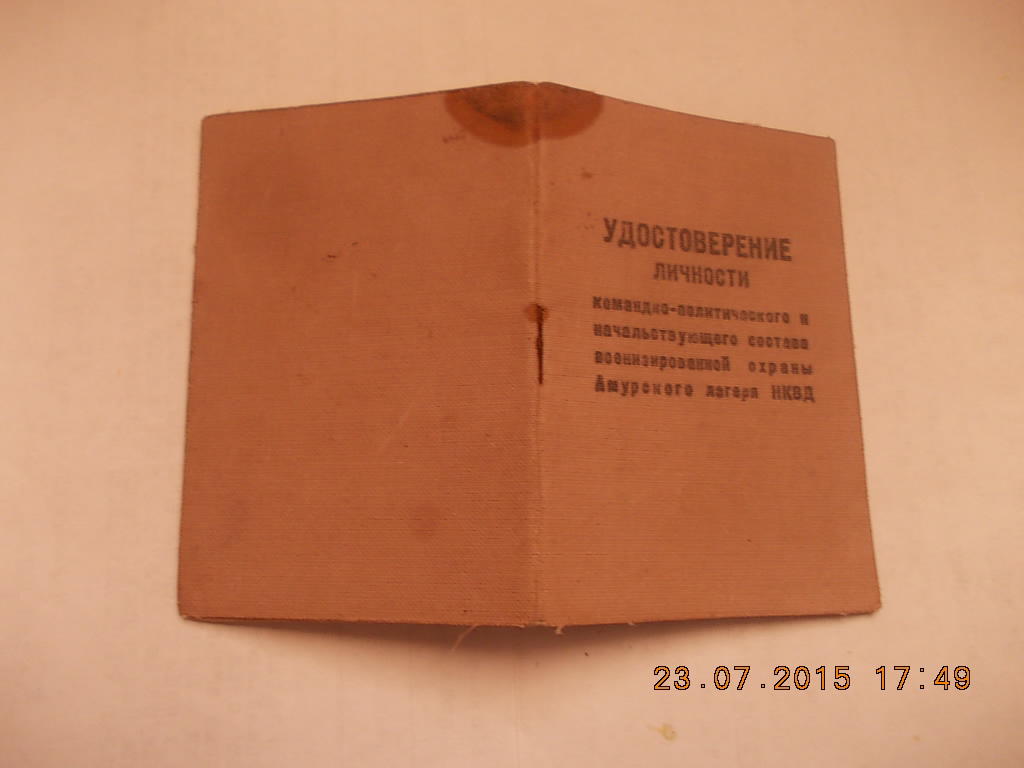 УДОСТОВЕРЕНИЕ
ЛИЧНОСТИ
командно-политического и
начальствующего состава
военизированной охраны
Амурского лагеря НКВД
23.07.2015 17:49